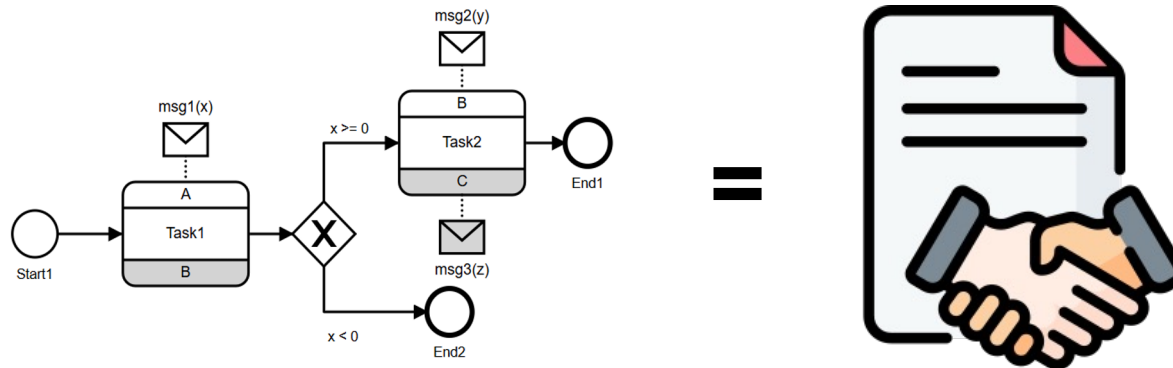 msg2(y)
B
Task2
C
msg3(z)
x >= 0
End1
msg1(x)
A
Task1
B
Start1
X
x < 0
End2
=